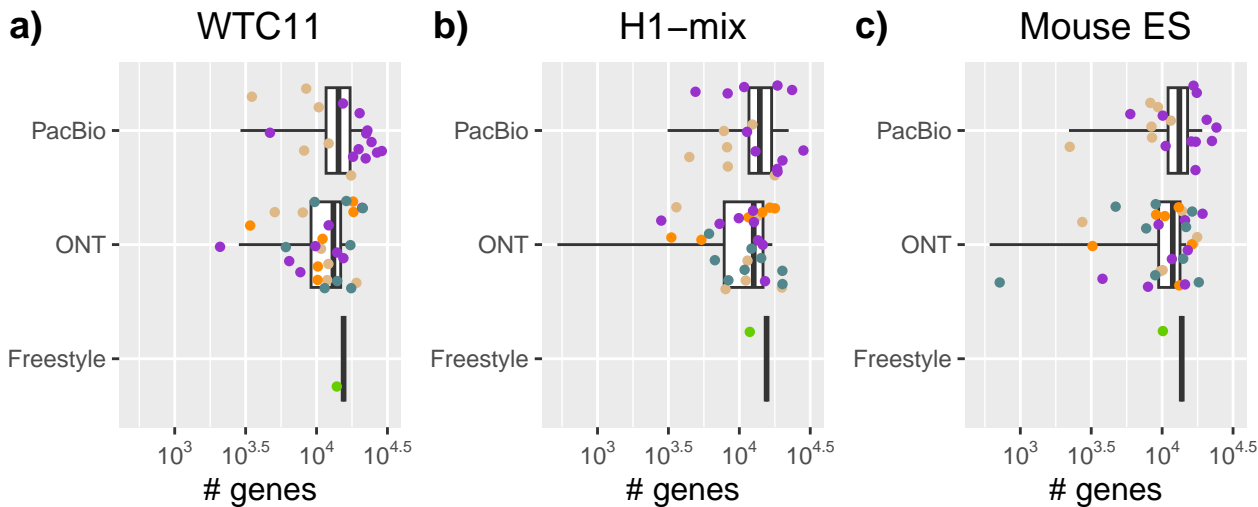 a) WTC11
PacBio
ONT
Freestyle
10^3 10^3.5 10^4 10^4.5
# genes
b) H1−mix
PacBio
ONT
Freestyle
10^3 10^3.5 10^4 10^4.5
# genes
c) Mouse ES
PacBio
ONT
Freestyle
10^3 10^3.5 10^4 10^4.5
# genes